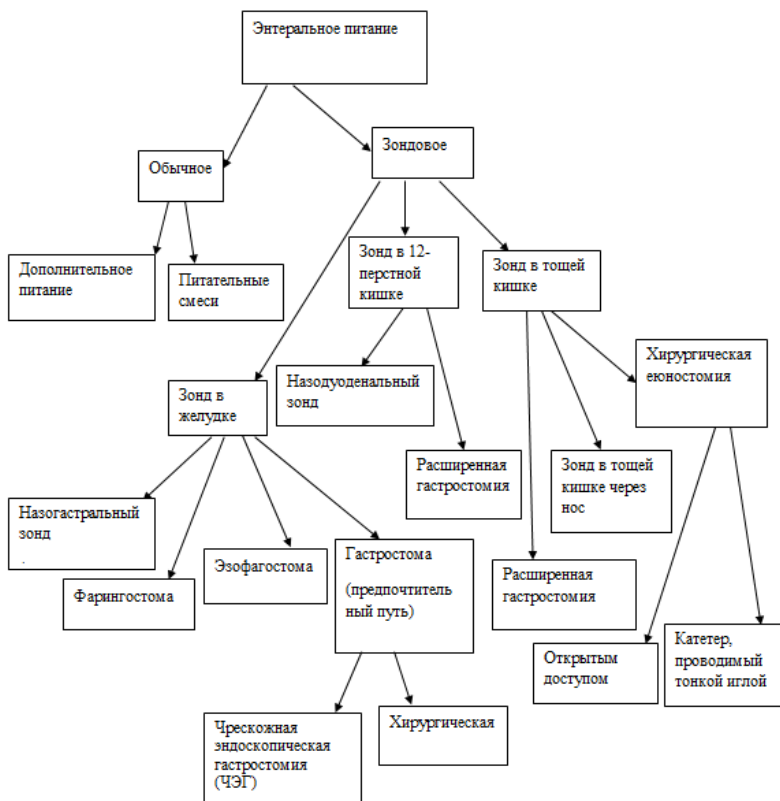 Энтеральное питание
Зондовое
Обычное
Зонд в 12-
перстной
кишке
Зонд в тощей
кишке
Дополнительное
питание
Питательные
смеси
Хирургическая
еюностомия
Назодуоденальный
зонд
Зонд в
желудке
Расширенная
гастростомия
Зонд в тощей
кишке через
нос
Назогастральный
зонд
.
Эзофагостома
Гастростома
(предпочтитель
ный путь)
Фарингостома
Расширенная
гастростомия
Открытым
доступом
Катетер,
проводимый
тонкой иглой
Чрескожная
эндоскопическая
гастростомия
(ЧЭГ)
Хирургическая